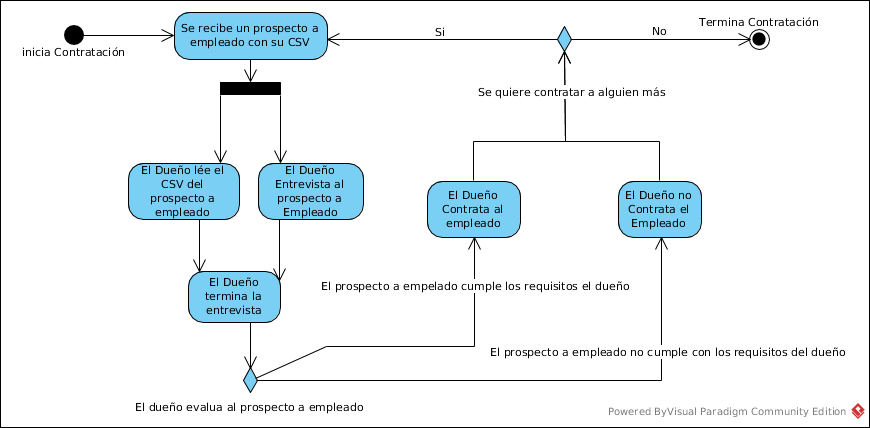 inicia Contratación
Se recibe un prospecto a
empleado con su CSV
Si
No
Termina Contratación
Se quiere contratar a alguien más
El Dueño lée el
CSV del
prospecto a
empleado
El Dueño
Entrevista al
prospecto a
Empleado
El Dueño
Contrata al
empleado
El Dueño no
Contrata el
Empleado
El Dueño
termina la
entrevista
El prospecto a empelado cumple los requisitos el dueño
El prospecto a empleado no cumple con los requisitos del dueño
El dueño evalua al prospecto a empleado
Powered ByVisual Paradigm Community Edition